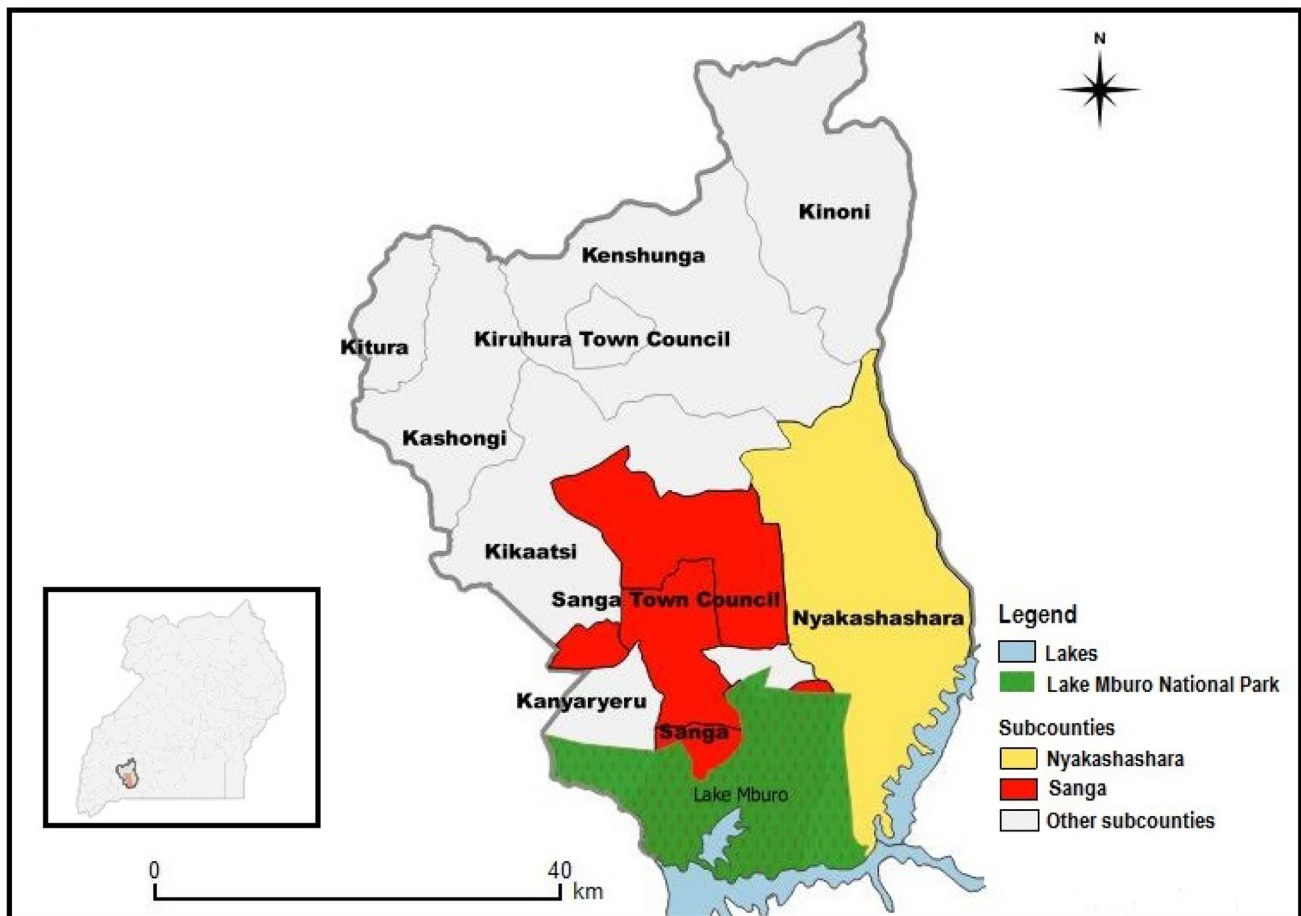 N
Kinoni
Kenshunga
Kitura
Kiruhura Town Council
Kashongi
Kikaatsi
Sanga Town Council
Nyakashashara
Kanyaryeru
Sanga
Lake Mburo
Legend
Lakes
Lake Mburo National Park
Subcounties
Nyakashashara
Sanga
Other subcounties
0
40
km